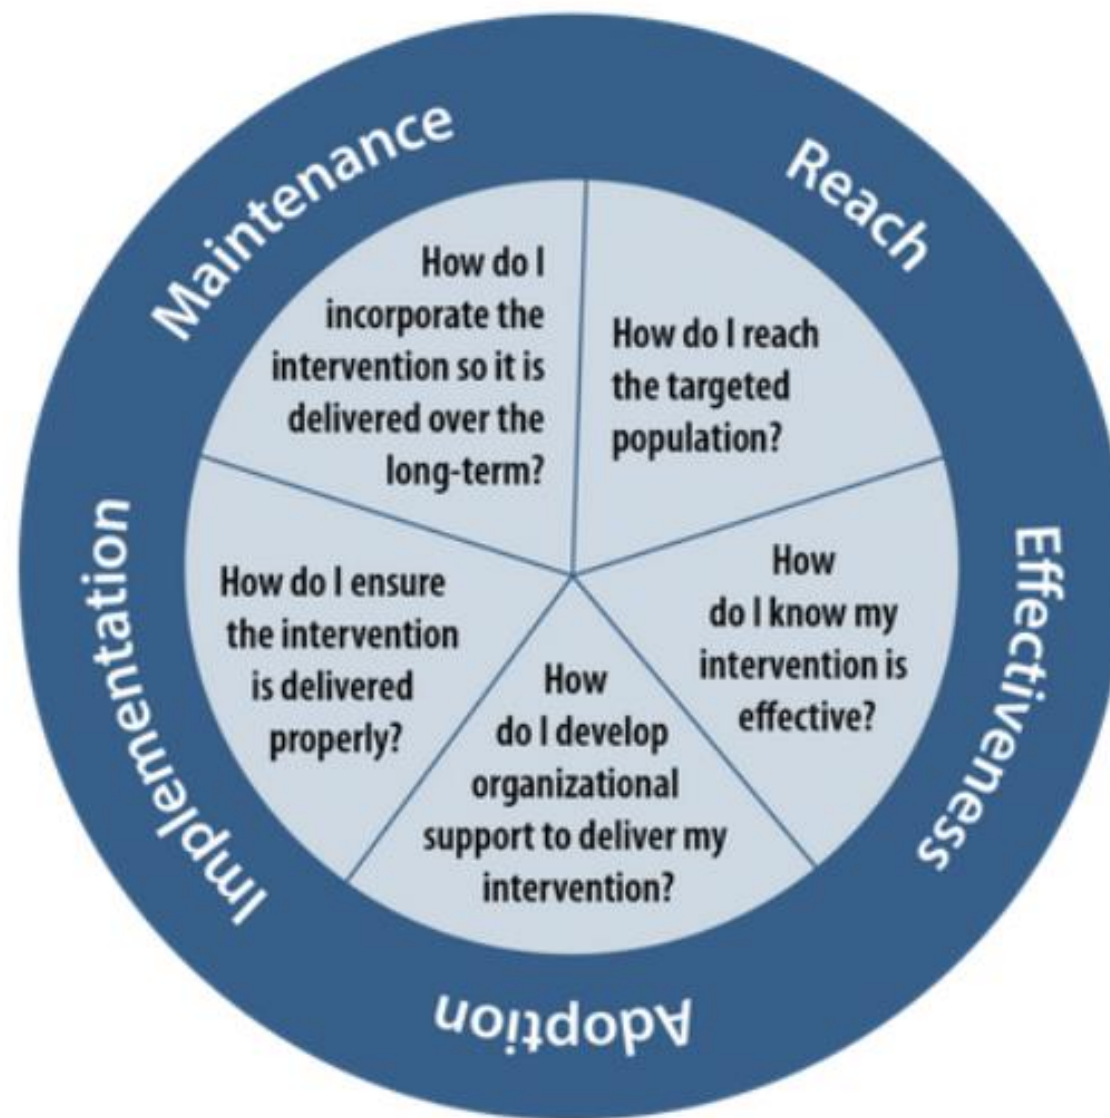 Reach
How do I reach
the targeted
population?
Effectiveness
How
do I know my
intervention is
effective?
Adoption
How
do I develop
organizational
support to deliver my
intervention?
Implementation
How do I ensure
the intervention
is delivered
properly?
Maintenance
How do I
incorporate the
intervention so it is
delivered over the
long-term?